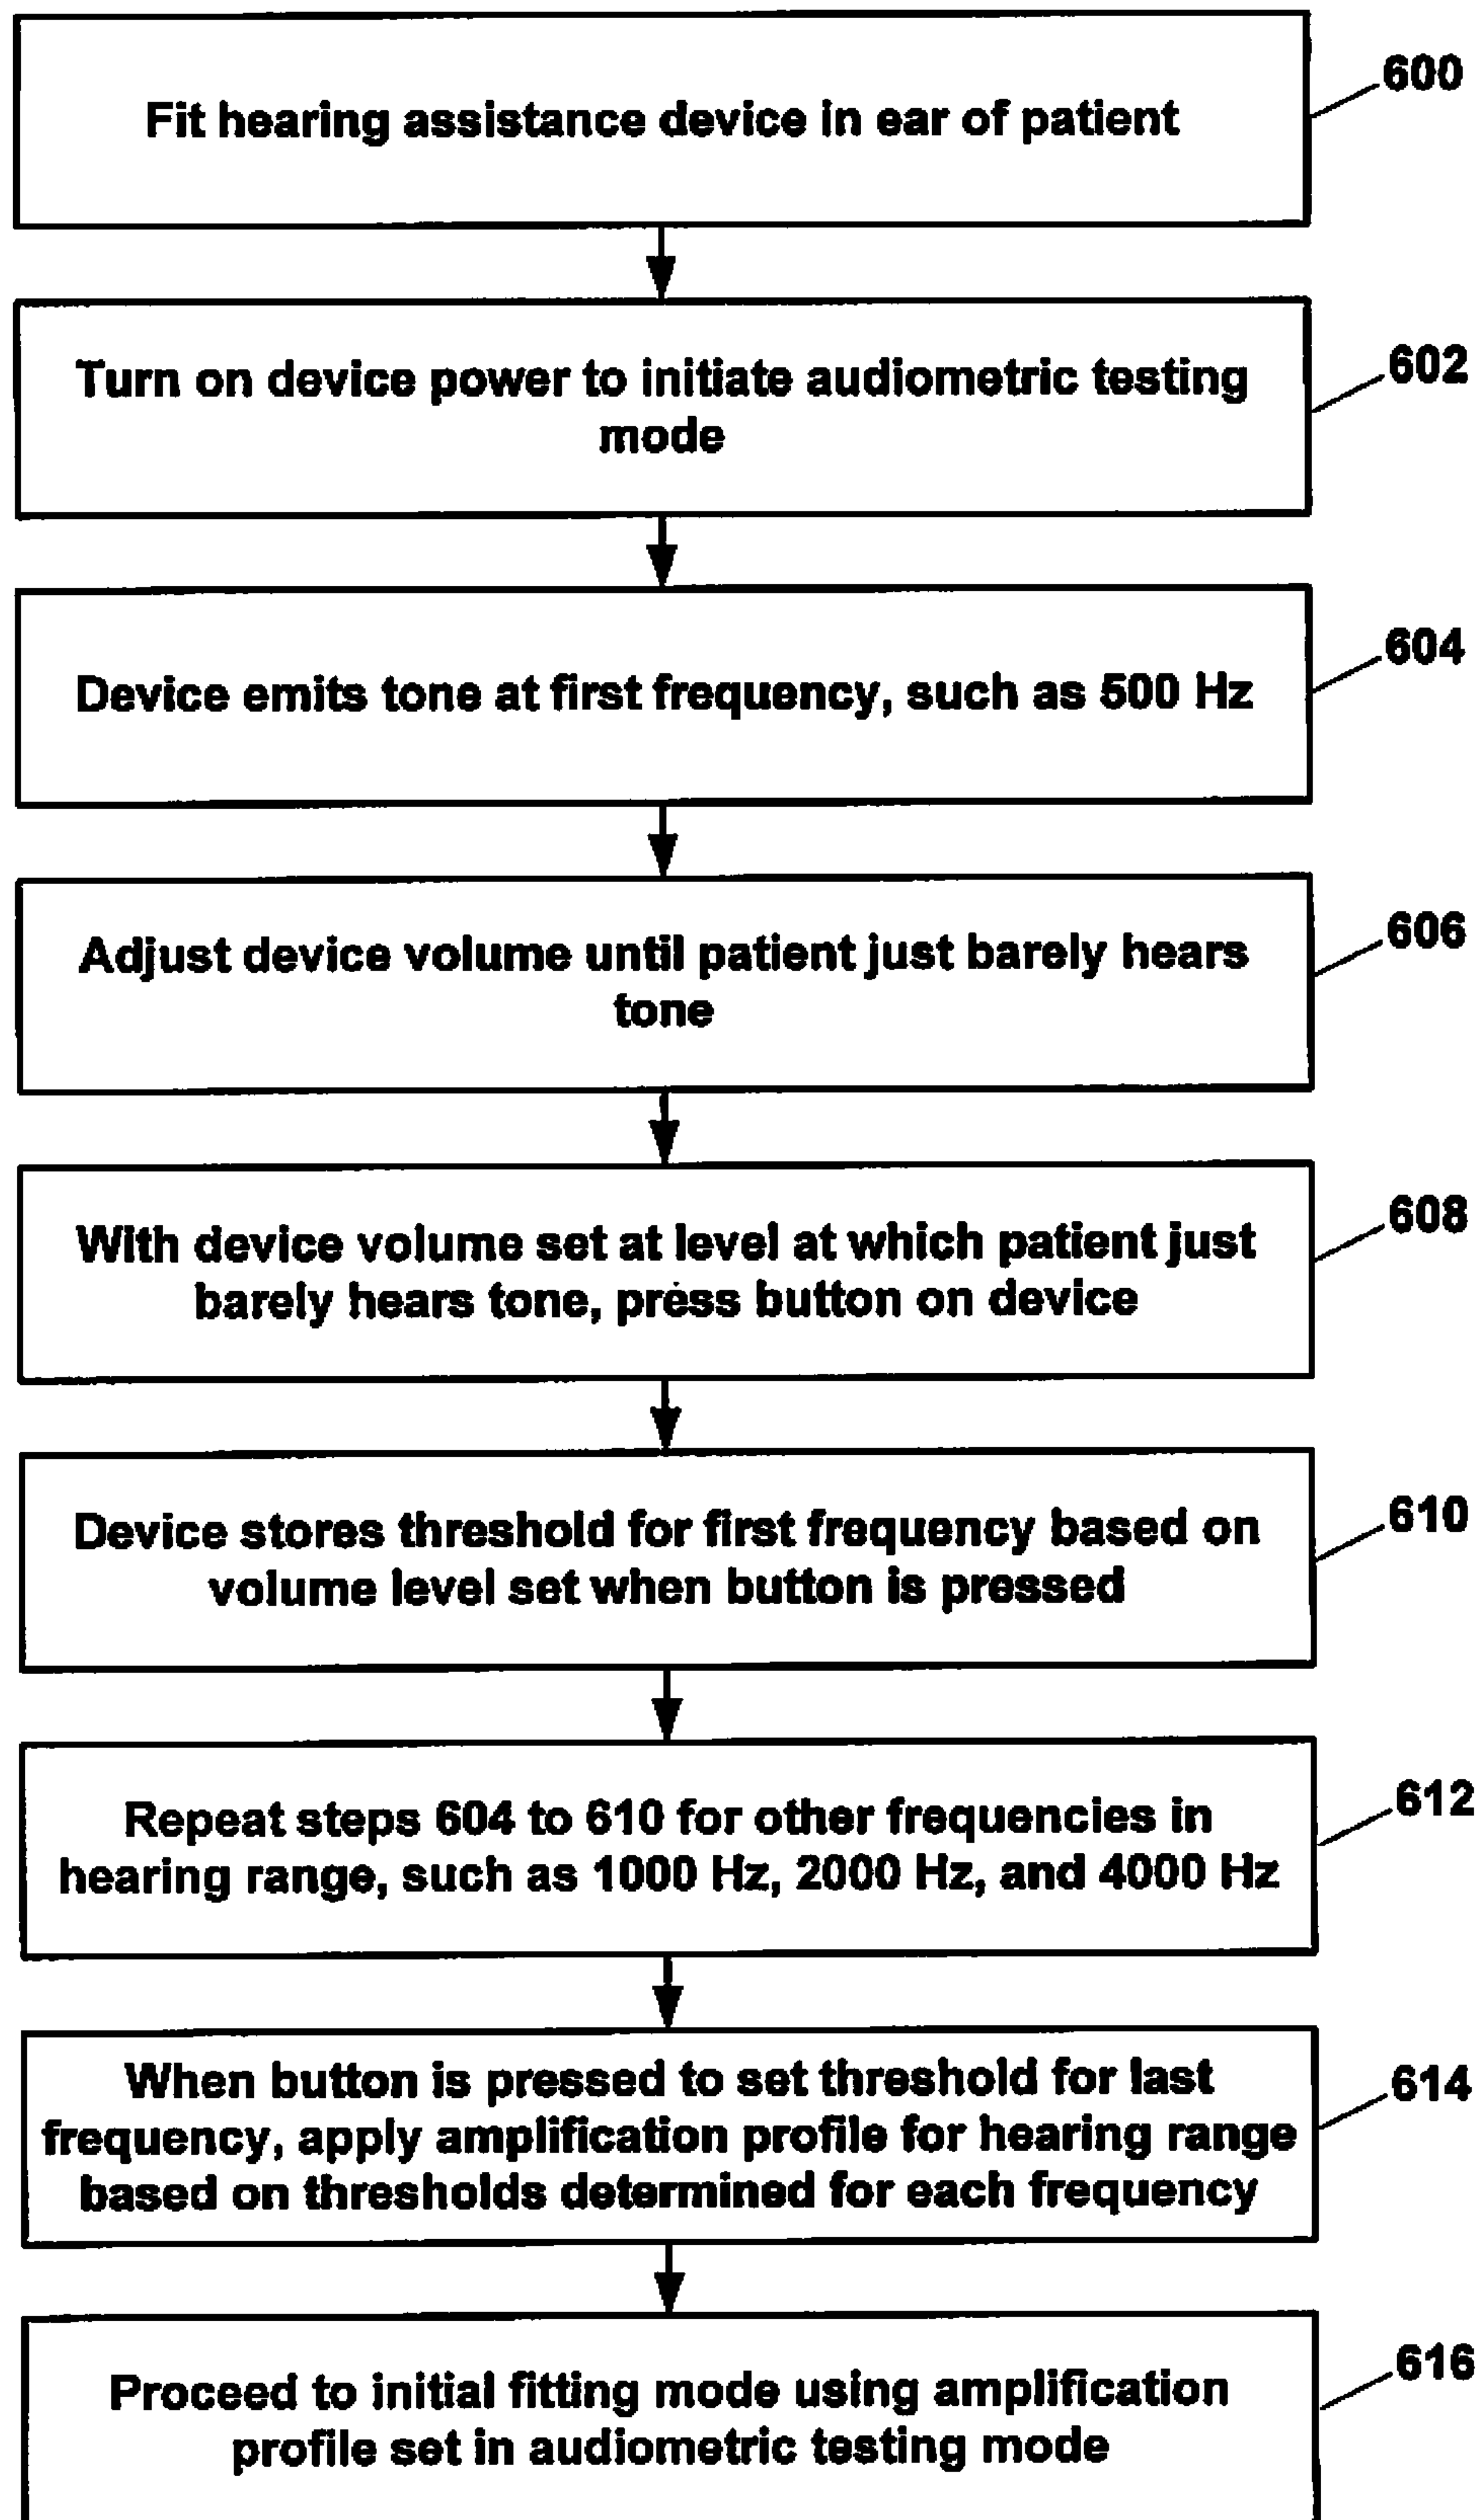 Fit hearing assistance device in ear of patient
600
Turn on device power to initiate audiometric testing
mode
602
Device emits tone at first frequency, such as 500 Hz
604
Adjust device volume until patient just barely hears
tone
606
With device volume set at level at which patient just
barely hears tone, press button on device
608
Device stores threshold for first frequency based on
volume level set when button is pressed
610
Repeat steps 604 to 610 for other frequencies in
hearing range, such as 1000 Hz, 2000 Hz, and 4000 Hz
612
When button is pressed to set threshold for last
frequency, apply amplification profile for hearing range
based on thresholds determined for each frequency
614
Proceed to initial fitting mode using amplification
profile set in audiometric testing mode
616